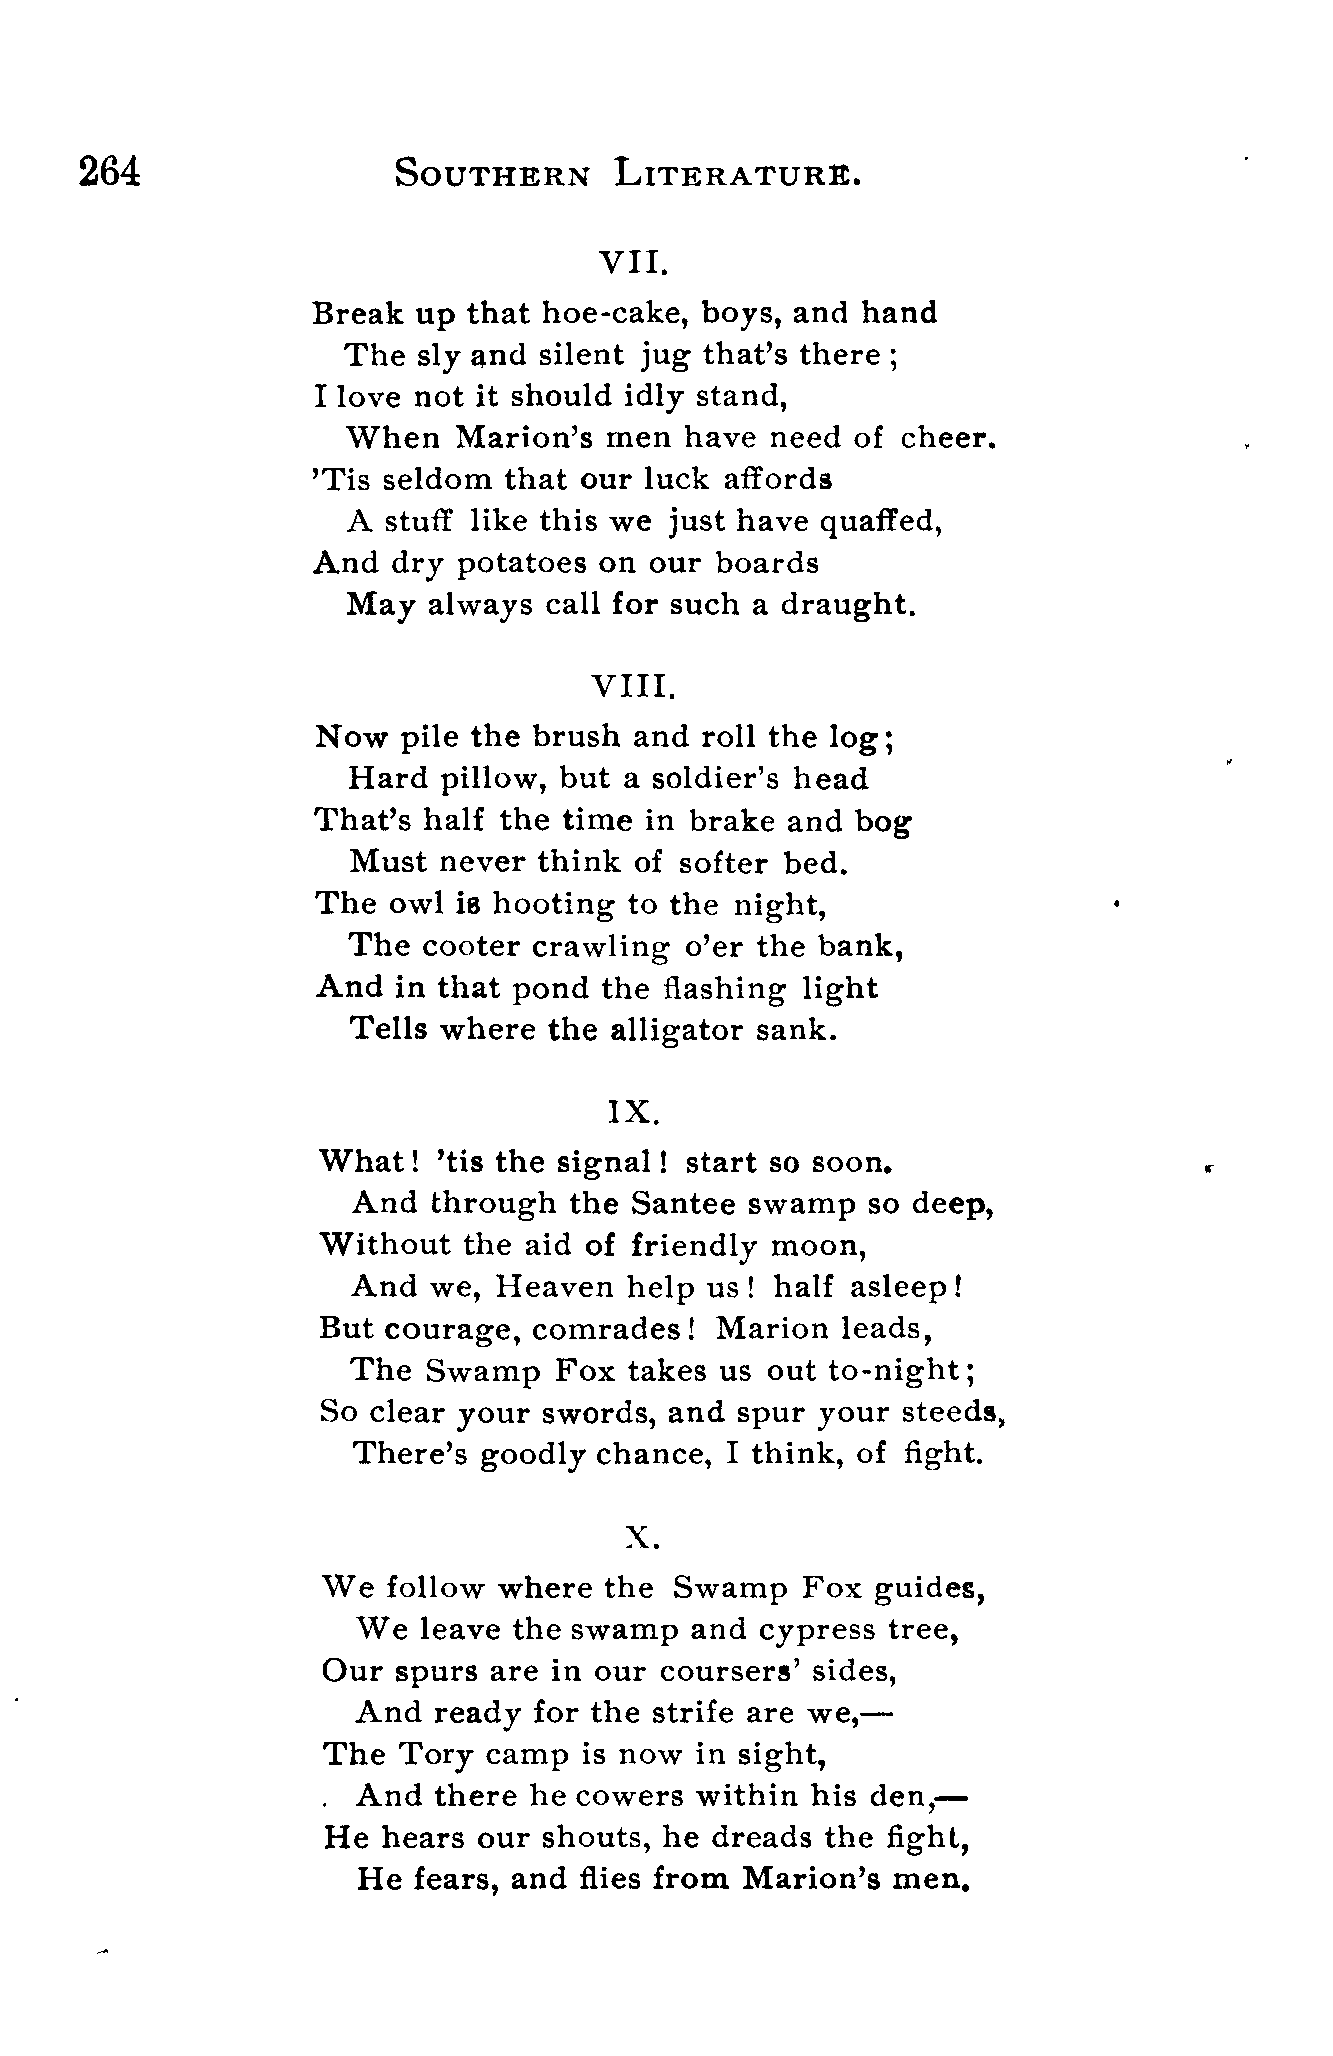 264 SOUTHERN LITERATURE.
VII.
Break up that hoe-cake, boys, and hand
The sly and silent jug that's there ;
I love not it should idly stand,
When Marion's men have need of cheer.
'Tis seldom that our luck affords
A stuff like this we just have quaffed,
And dry potatoes on our boards
May always call for such a draught.
VIII.
Now pile the brush and roll the log;
Hard pillow, but a soldier's head
That's half the time in brake and bog
Must never think of softer bed.
The owl is hooting to the night,
The cooter crawling o'er the bank,
And in that pond the flashing light
Tells where the alligator sank.
IX.
What! 'tis the signal! start so soon.
And through the Santee swamp so deep,
Without the aid of friendly moon,
And we, Heaven help us! half asleep!
But courage, comrades! Marion leads,
The Swamp Fox takes us out to-night;
So clear your swords, and spur your steeds,
There's goodly chance, I think, of fight.
X.
We follow where the Swamp Fox guides,
We leave the swamp and cypress tree,
Our spurs are in our coursers' sides,
And ready for the strife are we,—
The Tory camp is now in sight,
And there he cowers within his den,—
He hears our shouts, he dreads the fight,
He fears, and flies from Marion's men.